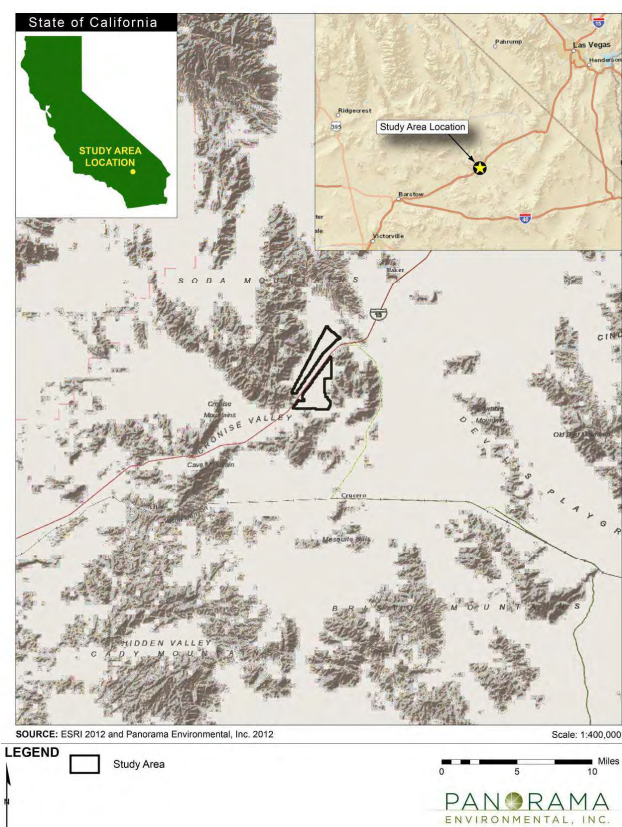 State of California
STUDY AREA
LOCATION
Pahrump
15
Las Vegas
Henderson
Ridgecrest
395
Study Area Location
Barstow
40
Victorville
Baker
SODA MOUNTAINS
15
Cronise
Mountains
CRONISE VALLEY
Cave Mountain
DEVILS PLAYGR
Crucero
Mesquite Hills
BRISTOL MOUNTAINS
HIDDEN VALLEY
CADY MOUNTA
SOURCE: ESRI 2012 and Panorama Environmental, Inc. 2012
Scale: 1:400,000
LEGEND
Study Area
N
Miles
0 5 10
PANORAMA
ENVIRONMENTAL, INC.